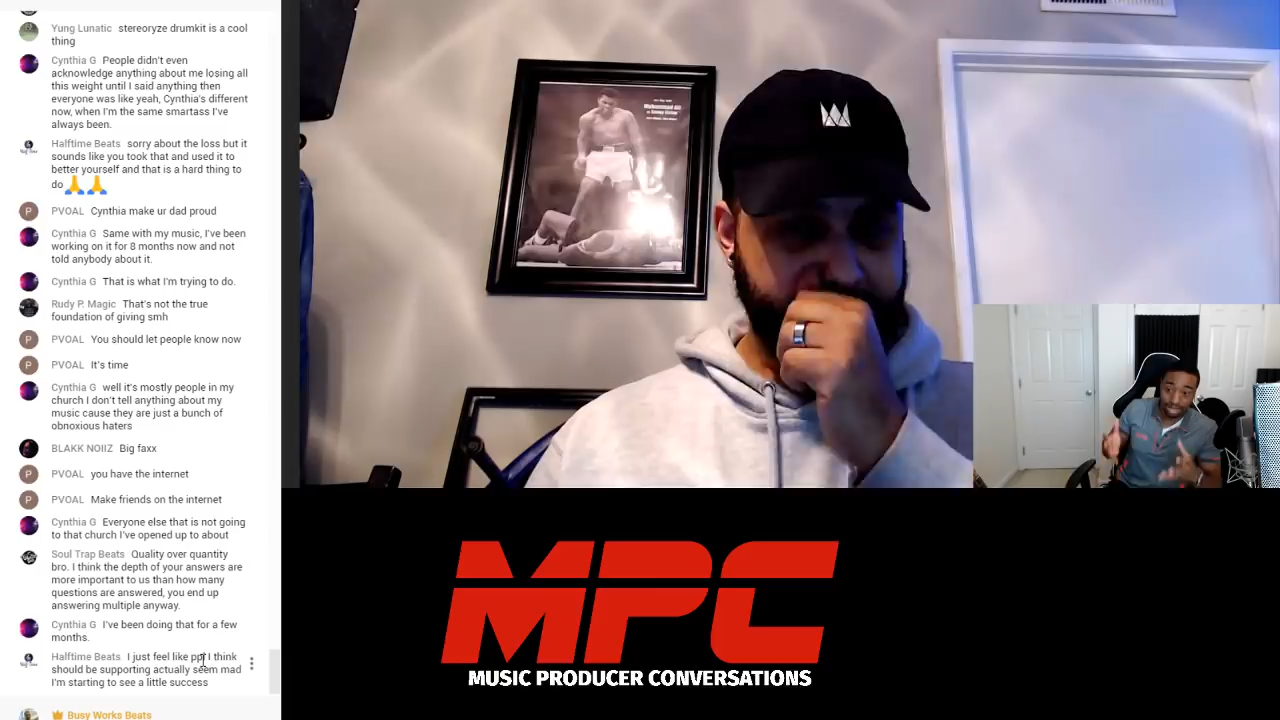 Yung Lunatic stereoryze drumkit is a cool
thing
Cynthia G People didn't even
acknowledge anything about me losing all
this weight until I said anything then
everyone was like yeah, Cynthia's different
now, when I'm the same smartass I've
always been.
Halftime Beats sorry about the loss but it
sounds like you took that and used it to
better yourself and that is a hard thing to
do 🙏🙏
P PVOAL Cynthia make ur dad proud
Cynthia G Same with my music, I've been
working on it for 8 months now and not
told anybody about it.
Cynthia G That is what I'm trying to do.
Rudy P. Magic That's not the true
foundation of giving smh
P PVOAL You should let people know now
P PVOAL It's time
Cynthia G well it's mostly people in my
church I don't tell anything about my
music cause they are just a bunch of
obnoxious haters
BLAKK NOIIZ Big faxx
P PVOAL you have the internet
P PVOAL Make friends on the internet
Cynthia G Everyone else that is not going
to that church I've opened up to about
Soul Trap Beats Quality over quantity
bro. I think the depth of your answers are
more important to us than how many
questions are answered, you end up
answering multiple anyway.
Cynthia G I've been doing that for a few
months.
Halftime Beats I just feel like ppl I think
should be supporting actually seem mad
I'm starting to see a little success
Busy Works Beats
Muhammad Ali
MPC
MUSIC PRODUCER CONVERSATIONS